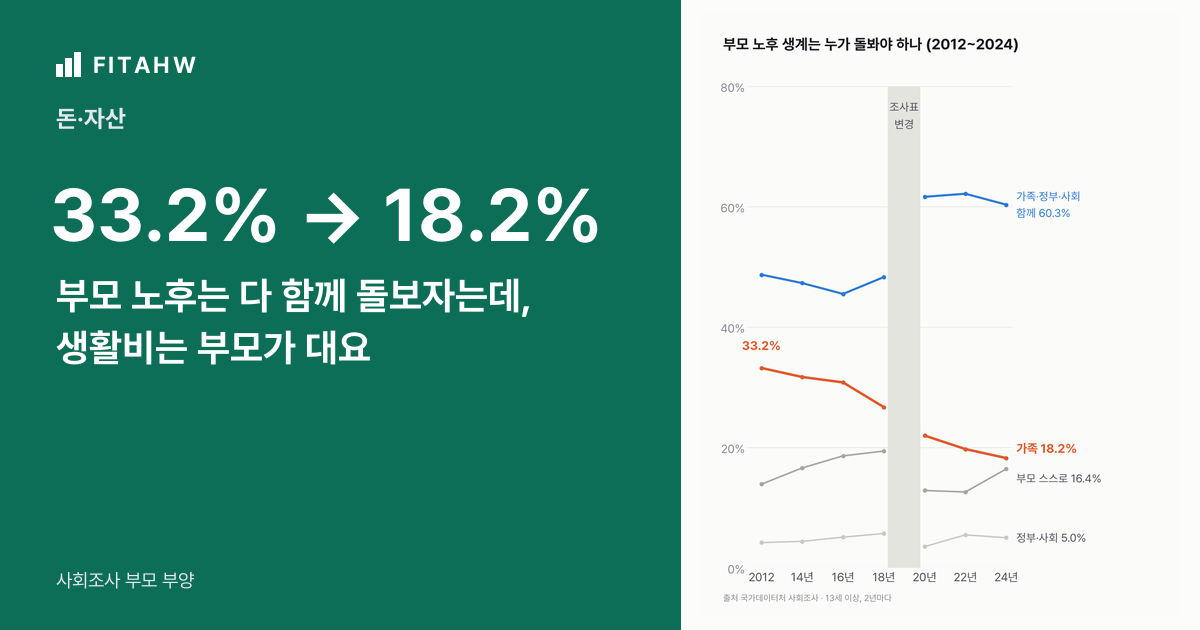 FITAHW
돈·자산
33.2% → 18.2%
부모 노후는 다 함께 돌보자는데,
생활비는 부모가 대요
사회조사 부모 부양
부모 노후 생계는 누가 돌봐야 하나 (2012~2024)
80%
조사표
변경
60%
가족·정부·사회
함께 60.3%
40%
33.2%
20%
가족 18.2%
부모 스스로 16.4%
정부·사회 5.0%
0%
2012 14년 16년 18년 20년 22년 24년
출처 국가데이터처 사회조사 · 13세 이상, 2년마다